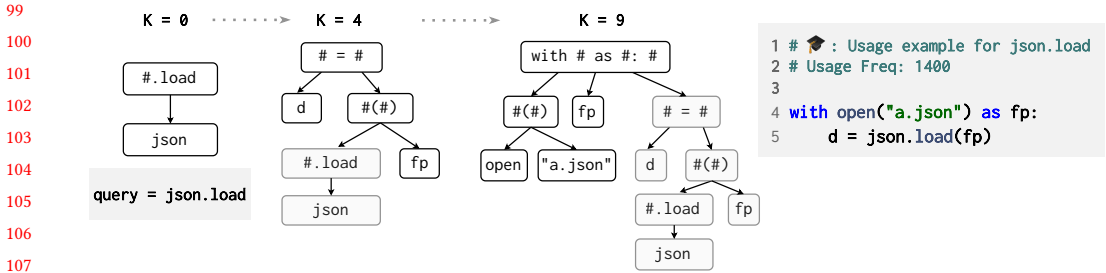 99
100
101
102
103
104
105
106
107
K = 0
#.load
json
query = json.load
K = 4
# = #
d
#(#)
#.load
fp
json
K = 9
with # as #: #
#(#)
fp
# = #
open
"a.json"
d
#(#)
#.load
fp
json
1 # 🎓 : Usage example for json.load
2 # Usage Freq: 1400
3
4 with open("a.json") as fp:
5 d = json.load(fp)